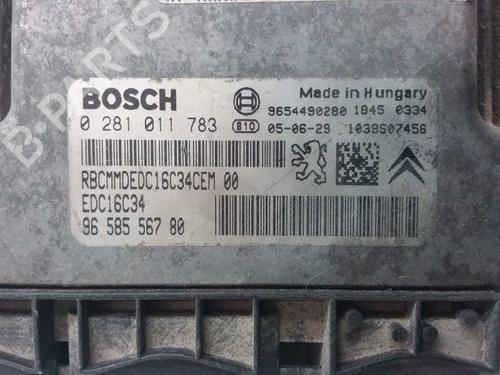 BOSCH
Made in Hungary
9654490280 1845 0334
0 281 011 783 810 05-06-29 1039S07456
RBCMMDEDC16C34CEM 00
EDC16C34
96 585 567 80
B-PARTS